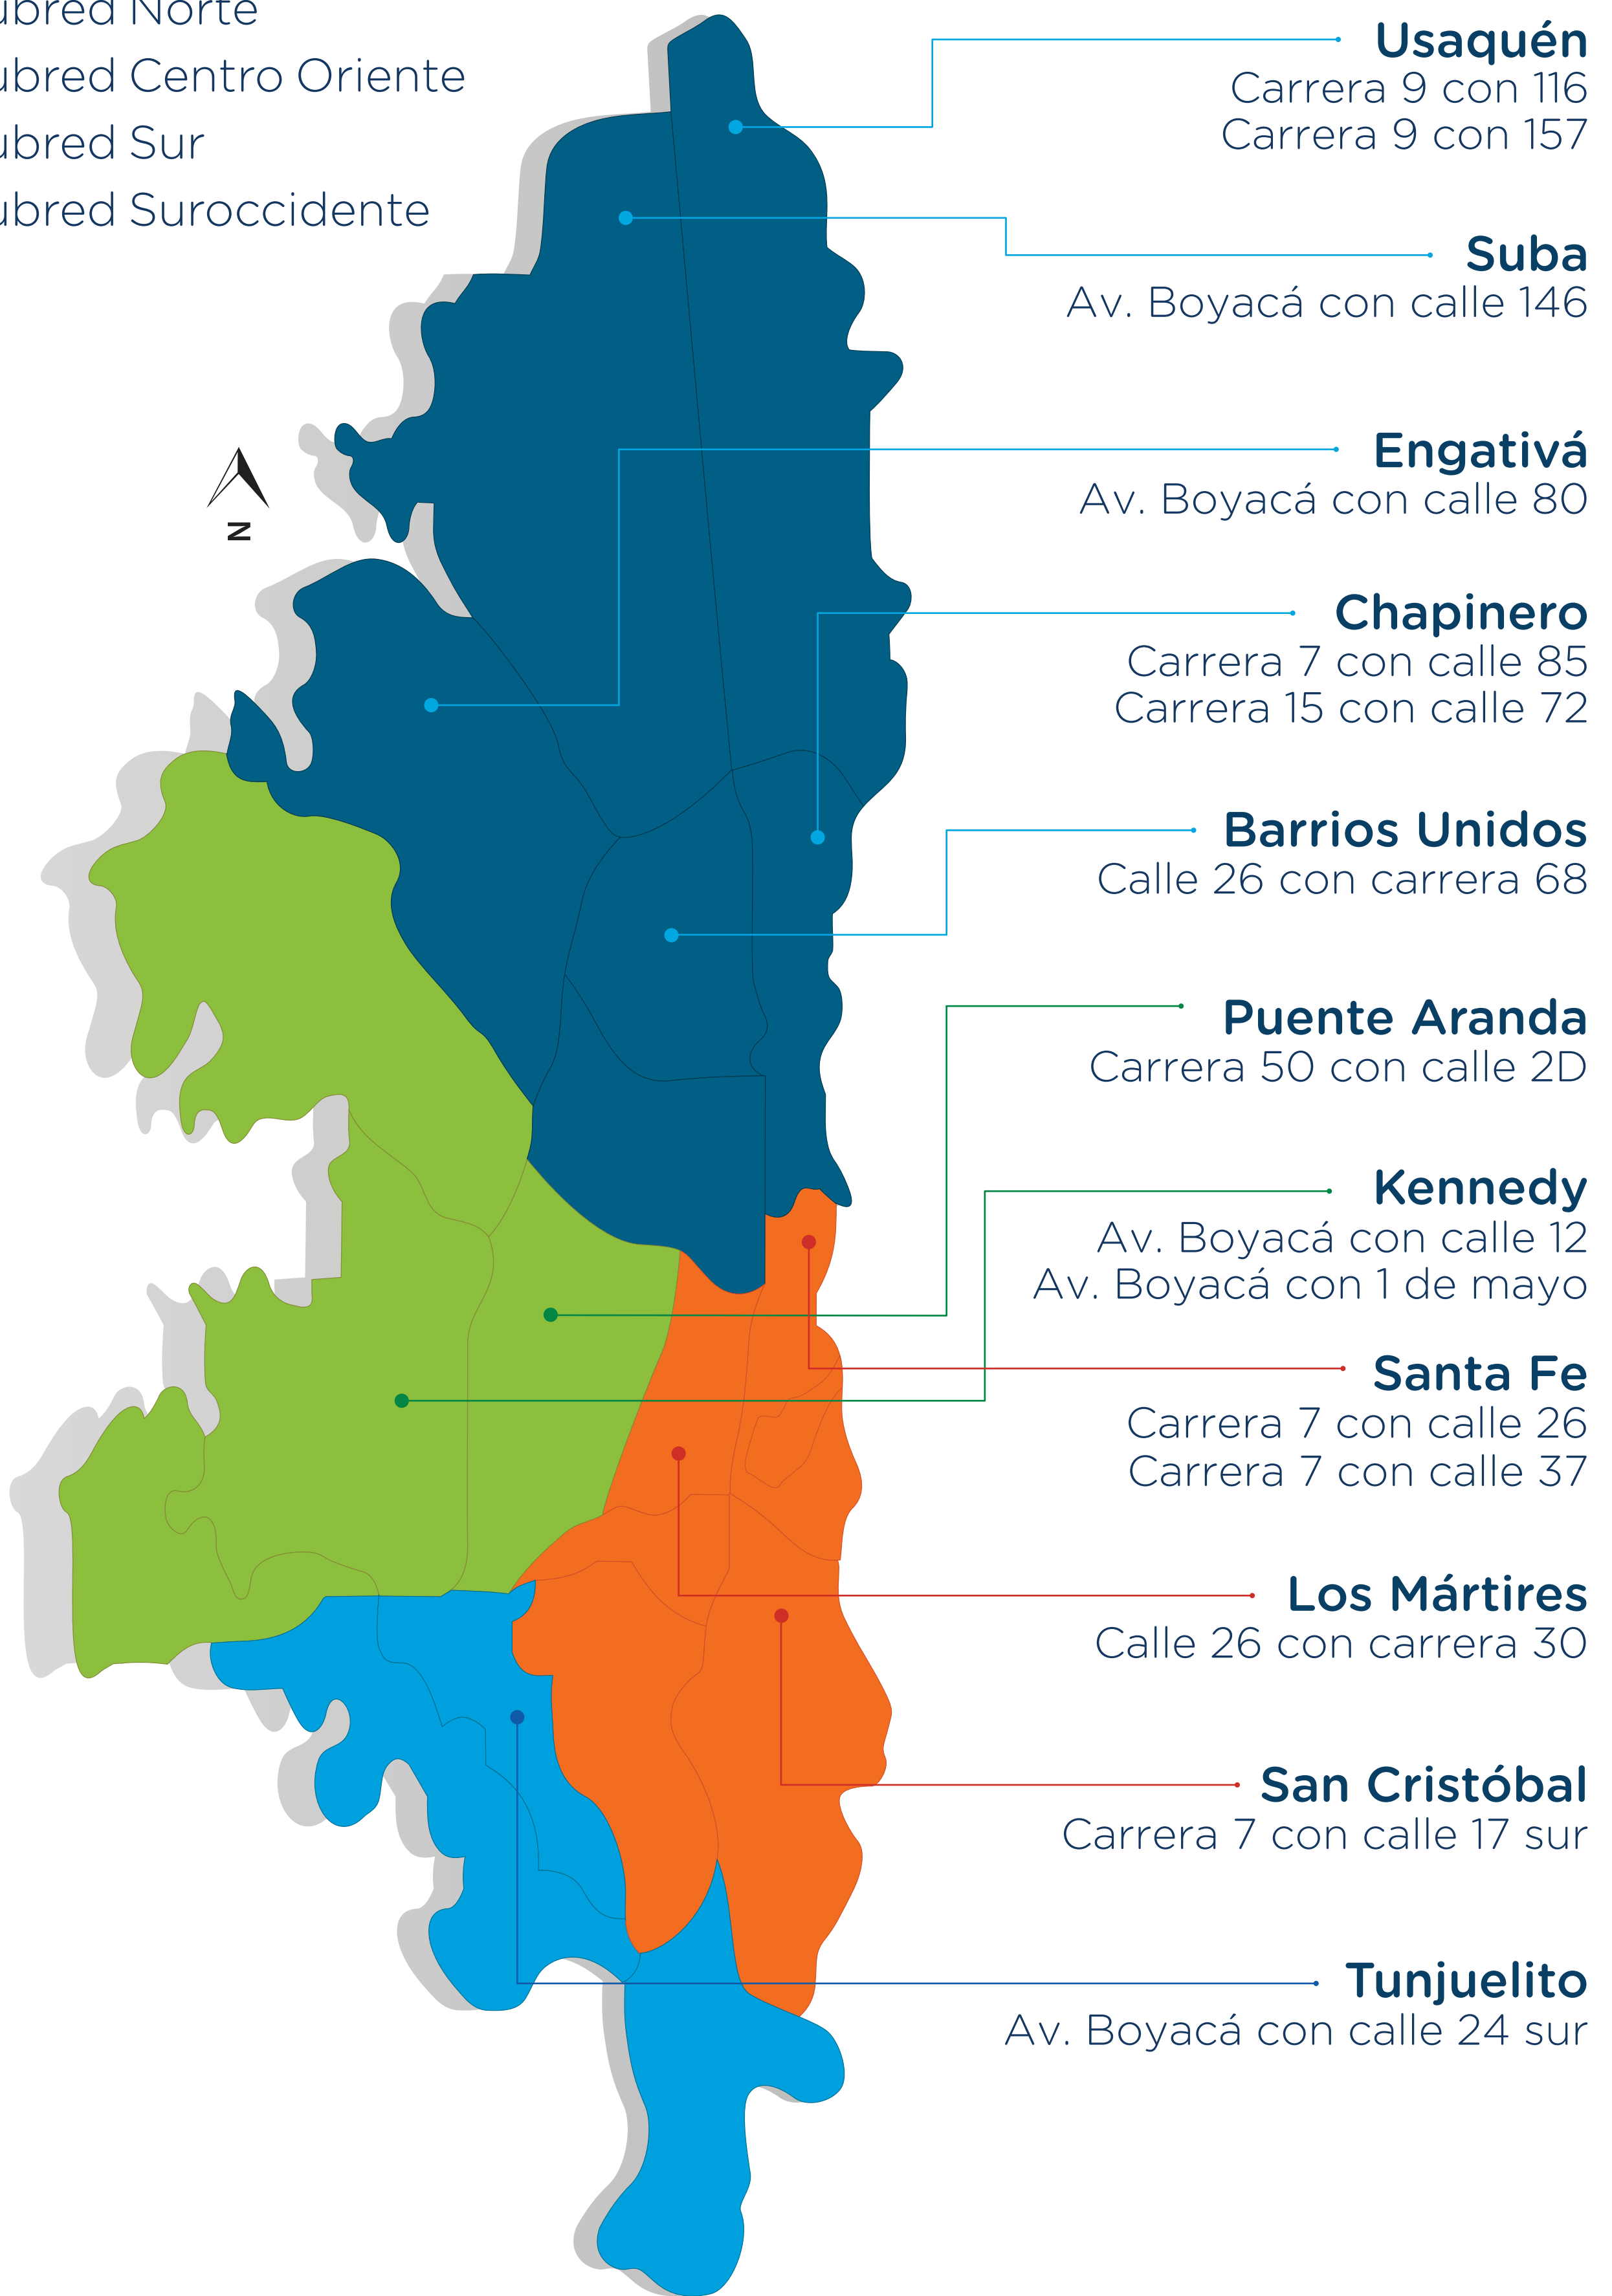 ubred Norte
ubred Centro Oriente
ubred Sur
ubred Suroccidente
N
Usaquén
Carrera 9 con 116
Carrera 9 con 157
Suba
Av. Boyacá con calle 146
Engativá
Av. Boyacá con calle 80
Chapinero
Carrera 7 con calle 85
Carrera 15 con calle 72
Barrios Unidos
Calle 26 con carrera 68
Puente Aranda
Carrera 50 con calle 2D
Kennedy
Av. Boyacá con calle 12
Av. Boyacá con 1 de mayo
Santa Fe
Carrera 7 con calle 26
Carrera 7 con calle 37
Los Mártires
Calle 26 con carrera 30
San Cristóbal
Carrera 7 con calle 17 sur
Tunjuelito
Av. Boyacá con calle 24 sur